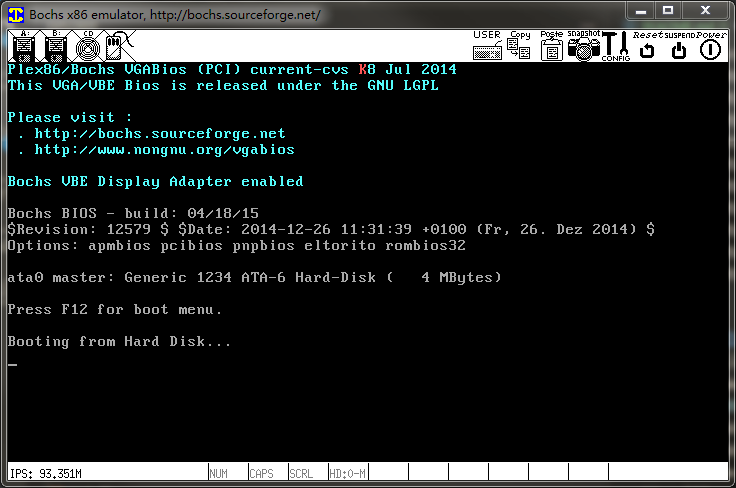 Bochs x86 emulator, http://bochs.sourceforge.net/
A: B: CD USER Copy Paste Snapshot CONFIG Reset SUSPEND Power
Plex86/Bochs VGABios (PCI) current-cvs K8 Jul 2014
This VGA/VBE Bios is released under the GNU LGPL
Please visit :
. http://bochs.sourceforge.net
. http://www.nongnu.org/vgabios
Bochs VBE Display Adapter enabled
Bochs BIOS - build: 04/18/15
$Revision: 12579 $ $Date: 2014-12-26 11:31:39 +0100 (Fr, 26. Dez 2014) $
Options: apmbios pcibios pnpbios eltorito rombios32
ata0 master: Generic 1234 ATA-6 Hard-Disk (   4 MBytes)
Press F12 for boot menu.
Booting from Hard Disk...
IPS: 93.351M NUM CAPS SCRL HD:0-M